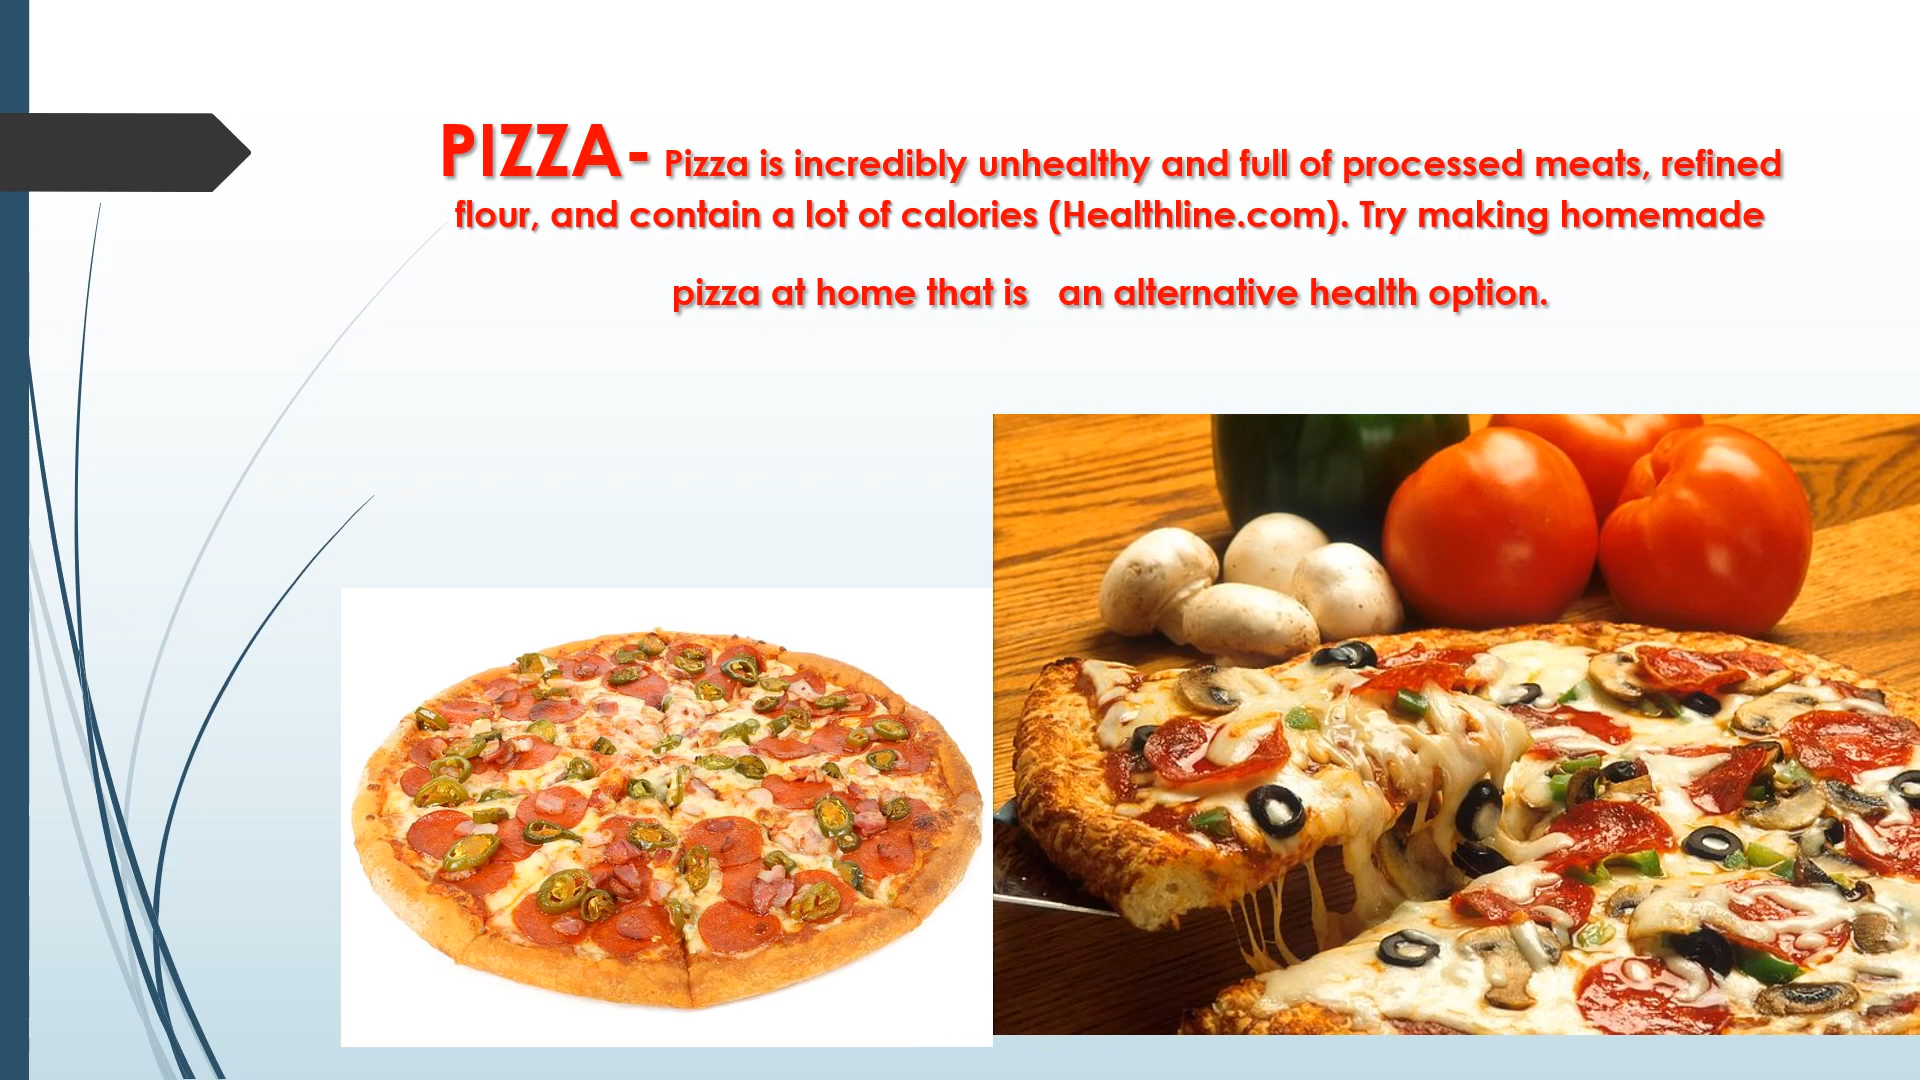 PIZZA- Pizza is incredibly unhealthy and full of processed meats, refined
flour, and contain a lot of calories (Healthline.com). Try making homemade
pizza at home that is   an alternative health option.